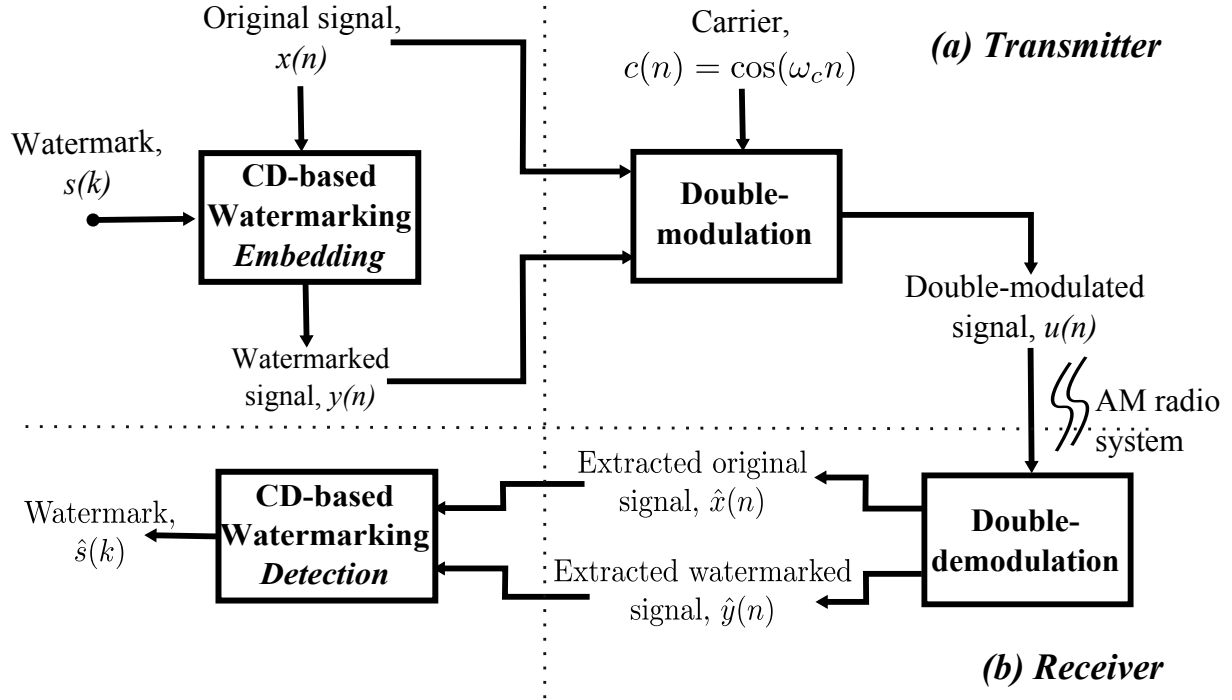 Original signal,
x(n)
Carrier,
c(n) = cos(ω_c n)
(a) Transmitter
Watermark,
s(k)
CD-based
Watermarking
Embedding
Double-
modulation
Double-modulated
signal, u(n)
Watermarked
signal, y(n)
AM radio
system
Extracted original
signal, x̂(n)
CD-based
Watermarking
Detection
Watermark,
ŝ(k)
Double-
demodulation
Extracted watermarked
signal, ŷ(n)
(b) Receiver